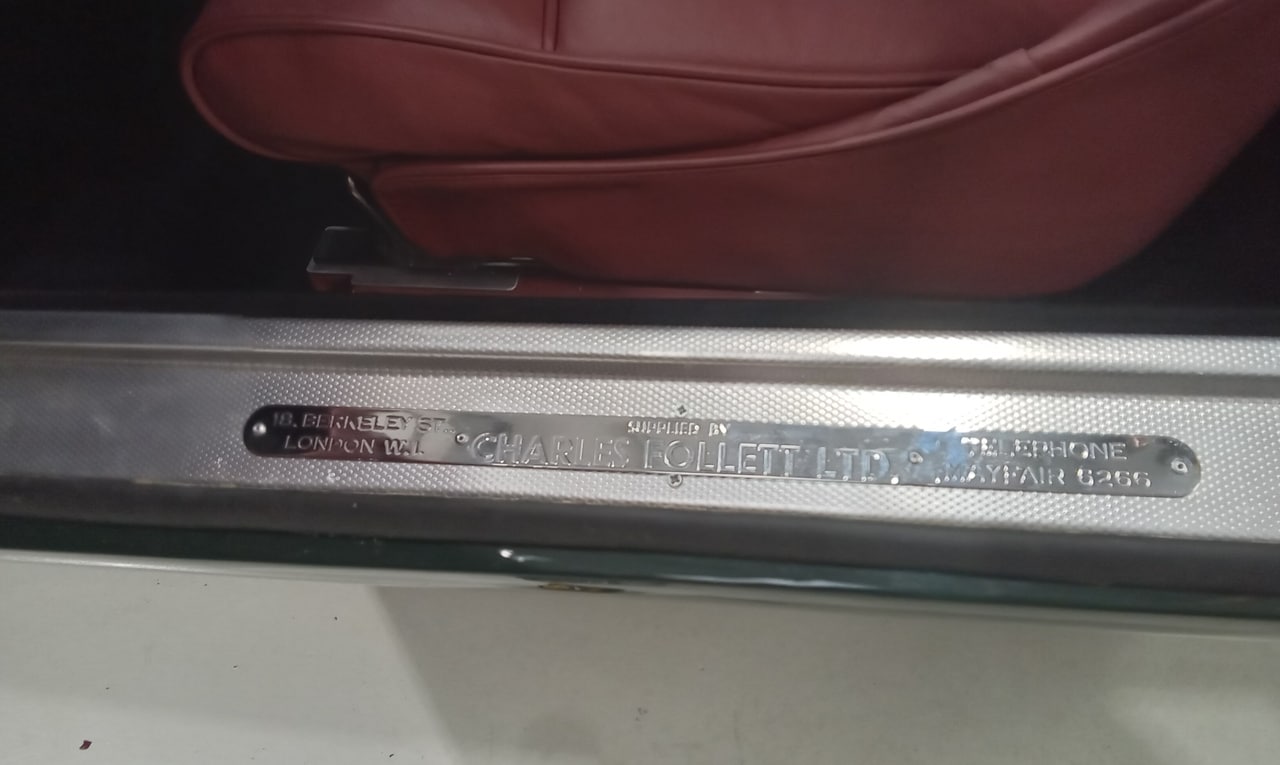 18, BERKELEY ST.,
LONDON W.1.
SUPPLIED BY
CHARLES FOLLETT LTD.
TELEPHONE
MAYFAIR 6266